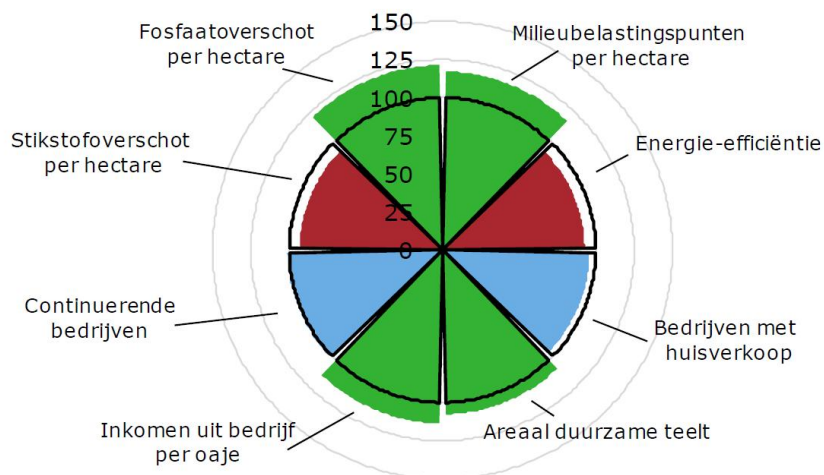 Fosfaatoverschot
per hectare
150
125
100
75
50
25
0
Milieubelastingspunten
per hectare
Stikstofoverschot
per hectare
Energie-efficiëntie
Continuerende
bedrijven
Bedrijven met
huisverkoop
Inkomen uit bedrijf
per oaje
Areaal duurzame teelt